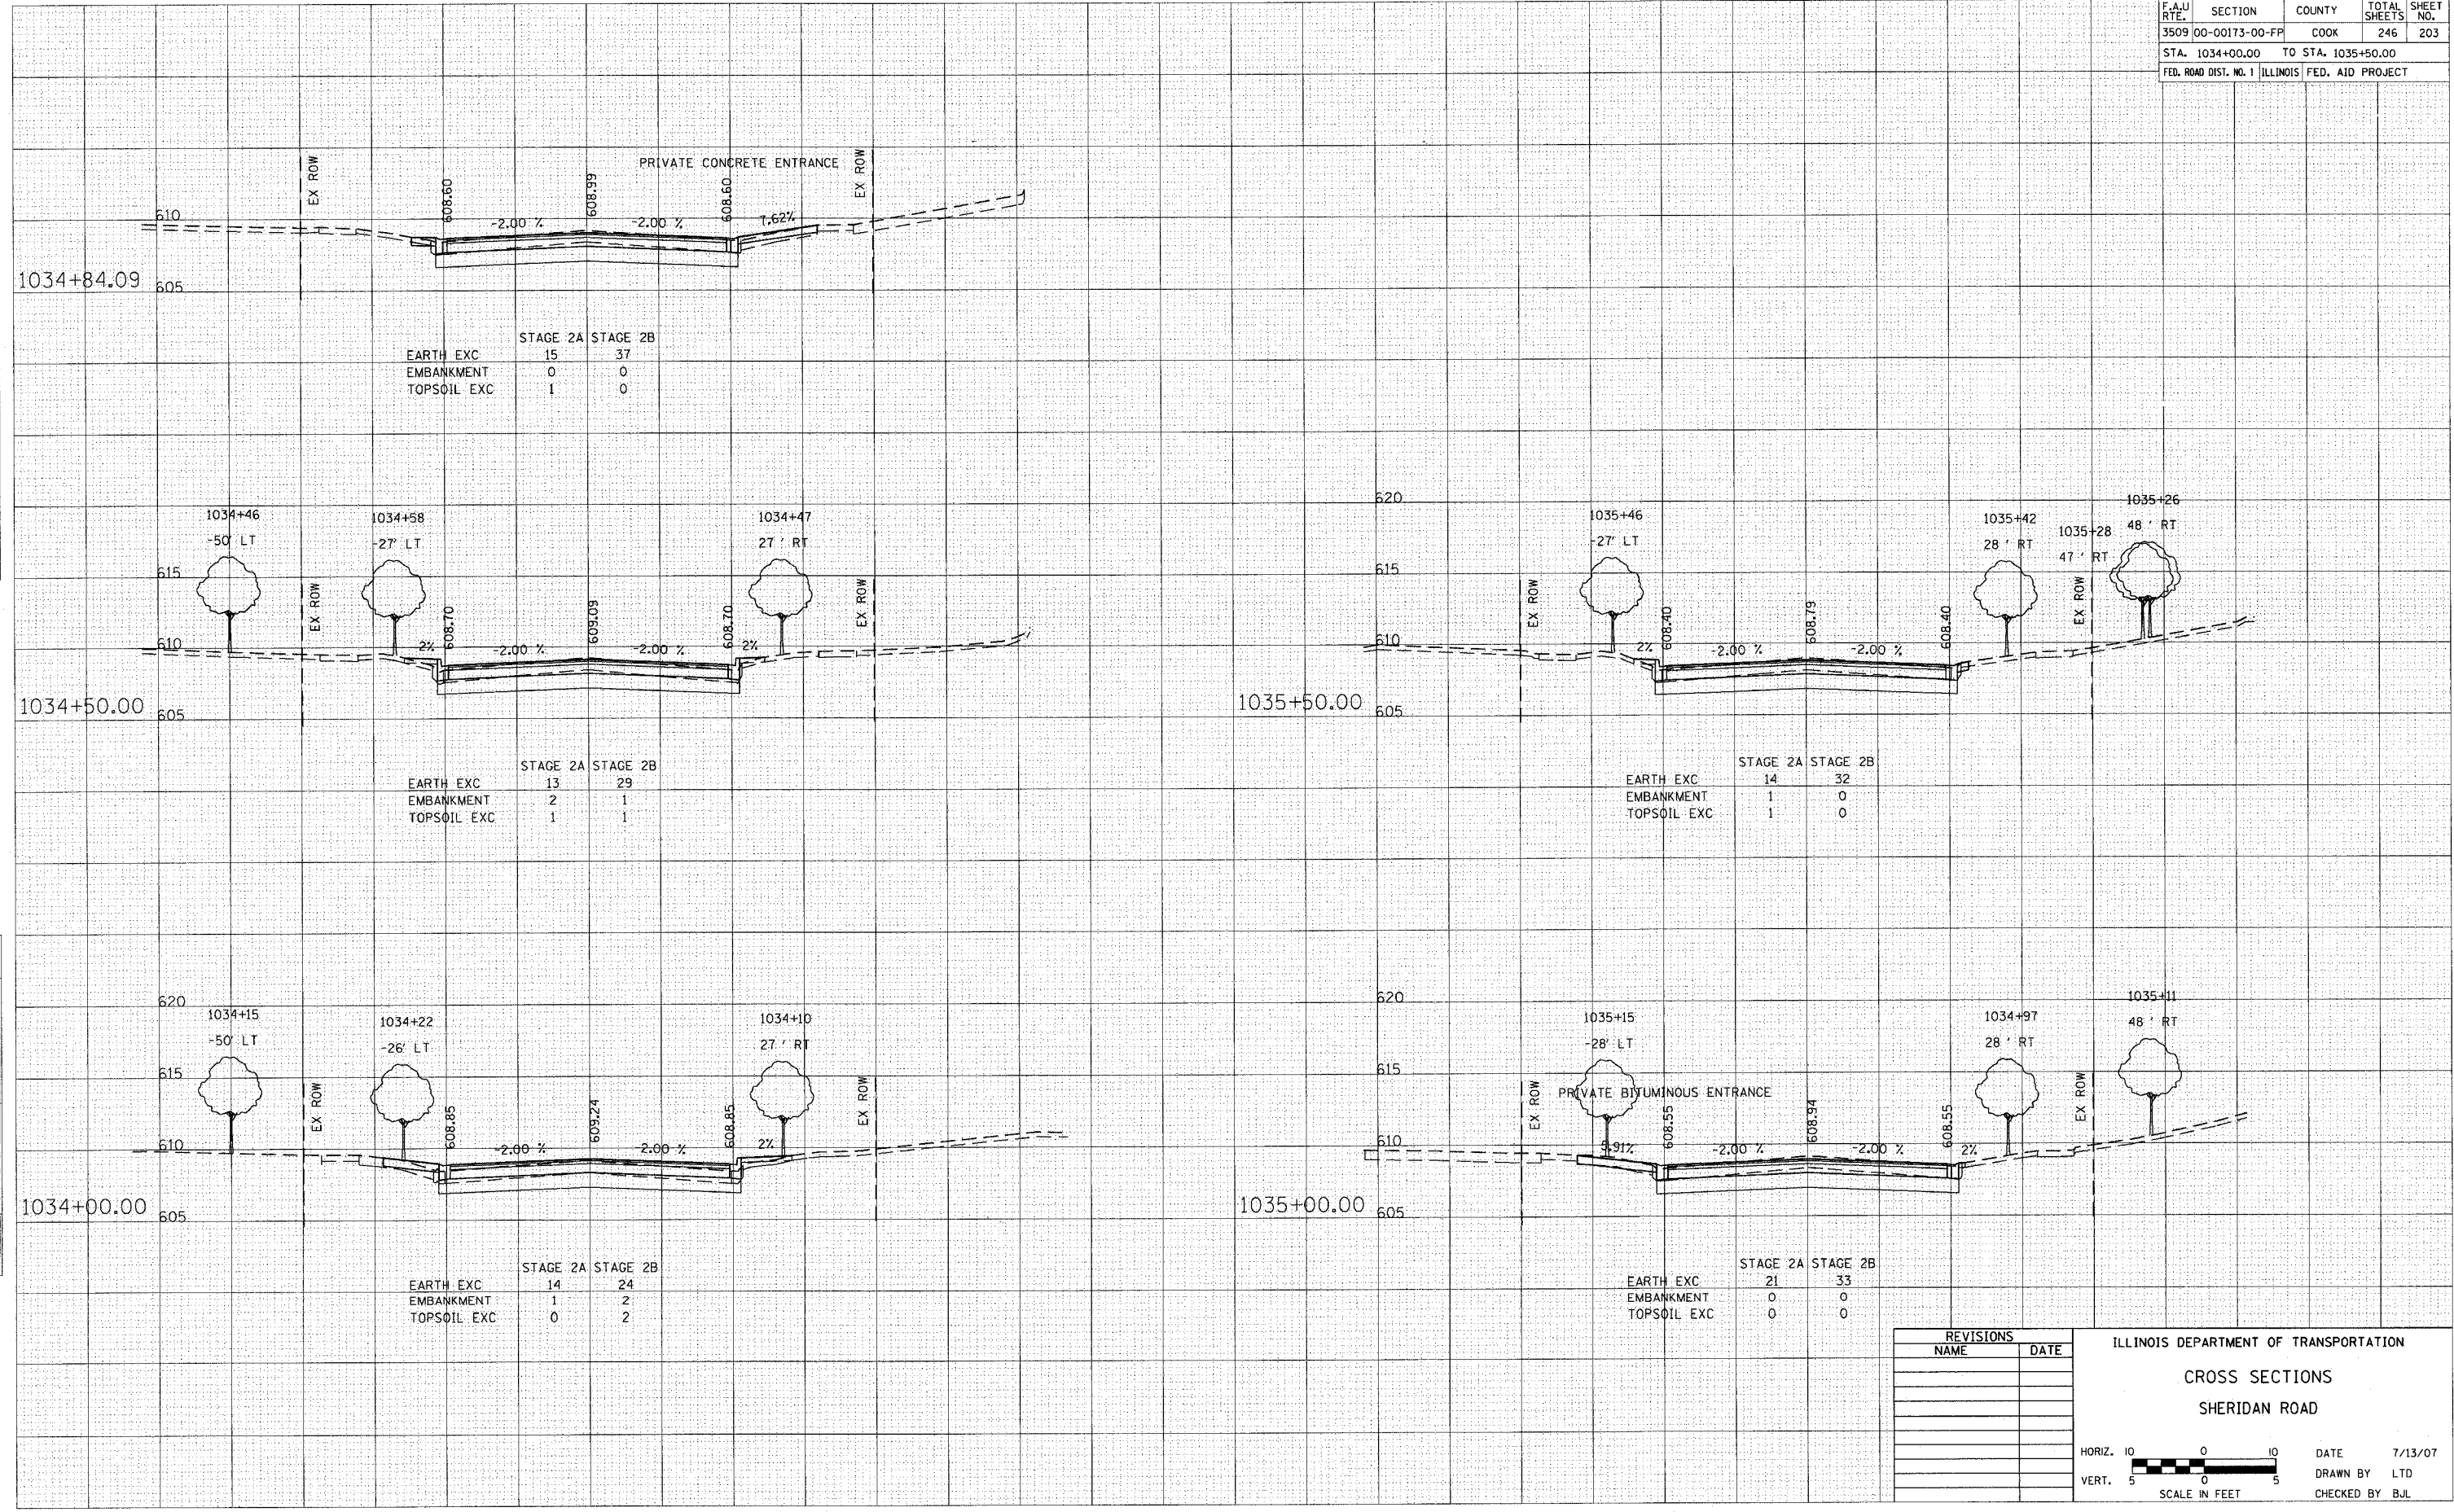 F.A.U RTE. SECTION COUNTY TOTAL SHEETS SHEET NO.
3509 00-00173-00-FP COOK 246 203
STA. 1034+00.00 TO STA. 1035+50.00
FED. ROAD DIST. NO. 1 ILLINOIS FED. AID PROJECT
PRIVATE CONCRETE ENTRANCE
EX ROW
EX ROW
608.60
608.99
608.60
610
-2.00 %
-2.00 %
7.62%
1034+84.09
605
STAGE 2A STAGE 2B
EARTH EXC 15 37
EMBANKMENT 0 0
TOPSOIL EXC 1 0
1034+46
-50' LT
1034+58
-27' LT
1034+47
27 ' RT
615
EX ROW
EX ROW
608.70
609.09
608.70
610
2%
-2.00 %
-2.00 %
2%
1034+50.00
605
STAGE 2A STAGE 2B
EARTH EXC 13 29
EMBANKMENT 2 1
TOPSOIL EXC 1 1
620
1034+15
-50' LT
1034+22
-26' LT
1034+10
27 ' RT
615
EX ROW
EX ROW
608.85
609.24
608.85
610
-2.00 %
-2.00 %
2%
1034+00.00
605
STAGE 2A STAGE 2B
EARTH EXC 14 24
EMBANKMENT 1 2
TOPSOIL EXC 0 2
620
1035+46
-27' LT
1035+42
28 ' RT
1035+28
47 ' RT
1035+26
48 ' RT
615
EX ROW
EX ROW
608.40
608.79
608.40
610
2%
-2.00 %
-2.00 %
1035+50.00
605
STAGE 2A STAGE 2B
EARTH EXC 14 32
EMBANKMENT 1 0
TOPSOIL EXC 1 0
620
1035+15
-28' LT
1034+97
28 ' RT
1035+11
48 ' RT
615
EX ROW
PRIVATE BITUMINOUS ENTRANCE
EX ROW
608.55
608.94
608.55
610
5.91%
-2.00 %
-2.00 %
2%
1035+00.00
605
STAGE 2A STAGE 2B
EARTH EXC 21 33
EMBANKMENT 0 0
TOPSOIL EXC 0 0
REVISIONS
NAME DATE
ILLINOIS DEPARTMENT OF TRANSPORTATION
CROSS SECTIONS
SHERIDAN ROAD
HORIZ. 10 0 10
VERT. 5 0 5
SCALE IN FEET
DATE 7/13/07
DRAWN BY LTD
CHECKED BY BJL